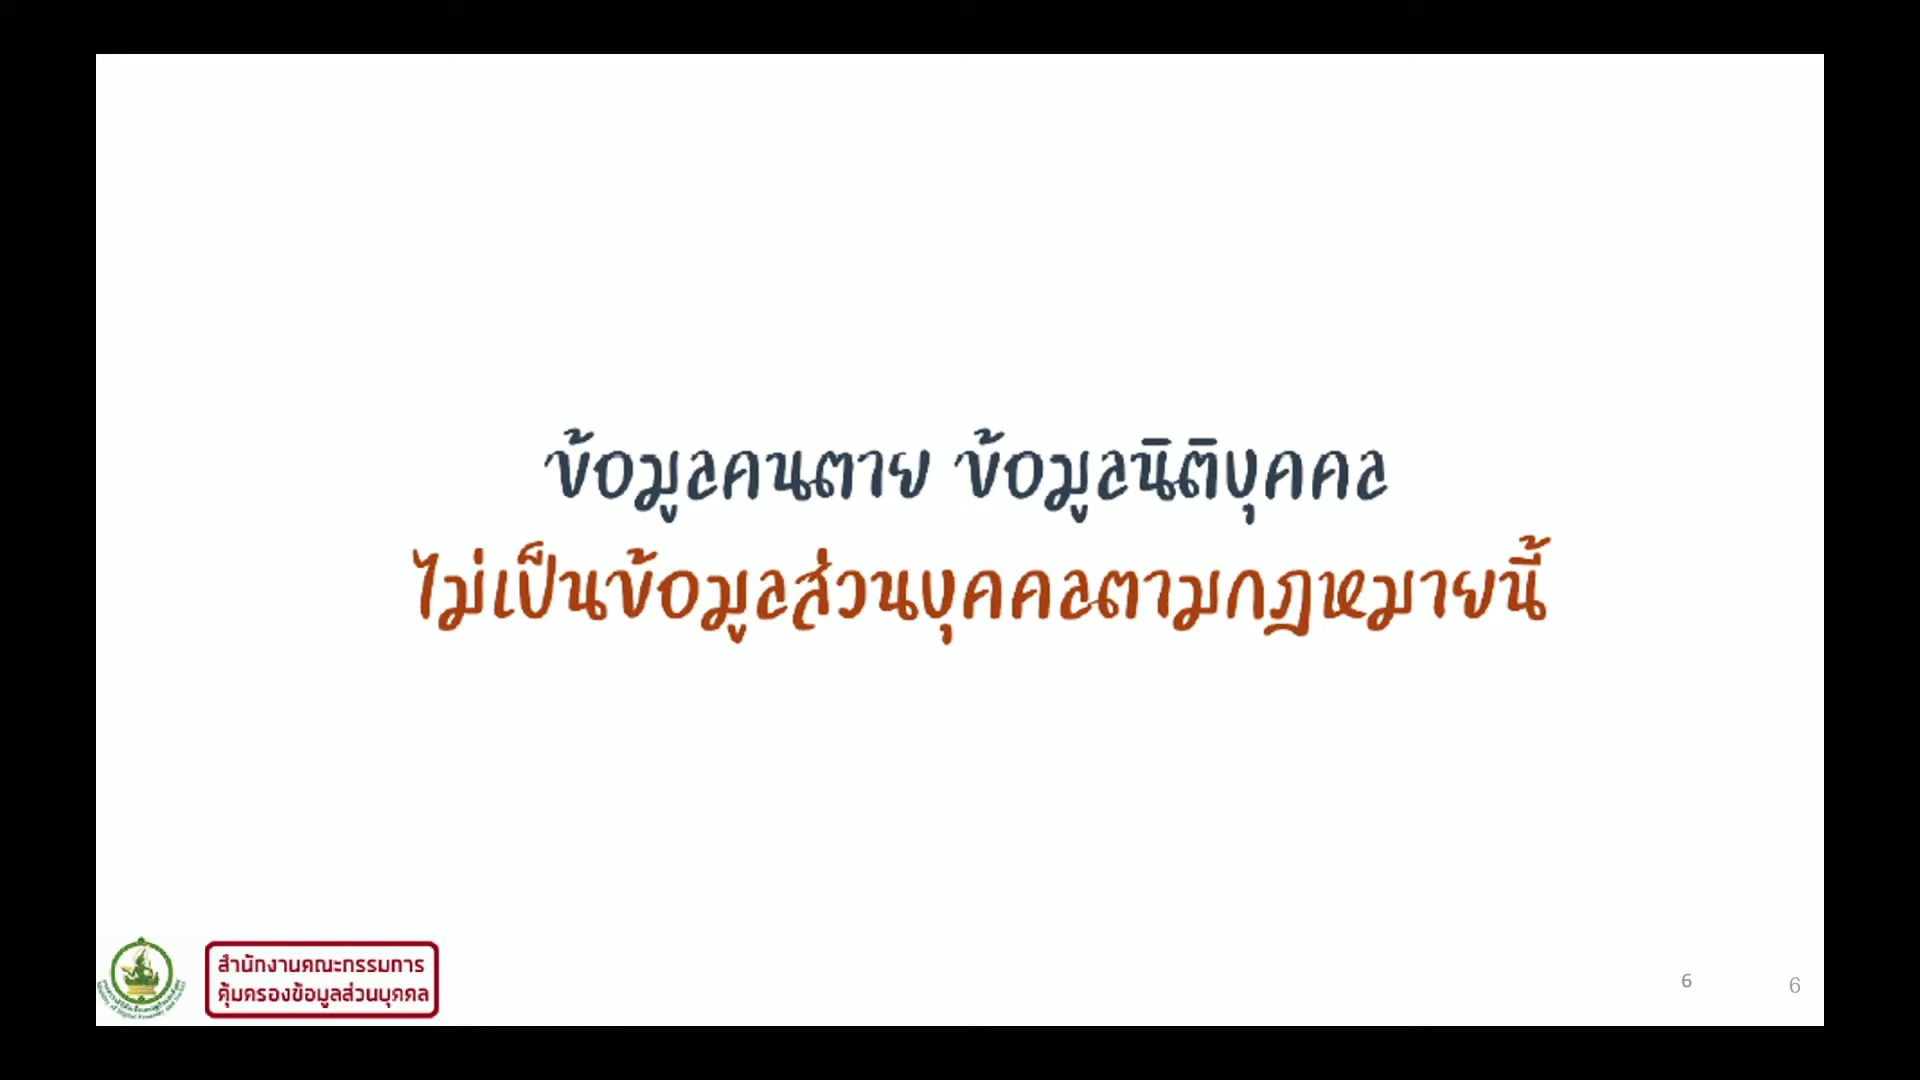 ข้อมูลคนตาย ข้อมูลนิติบุคคล
ไม่เป็นข้อมูลส่วนบุคคลตามกฎหมายนี้
สำนักงานคณะกรรมการ
คุ้มครองข้อมูลส่วนบุคคล
6
6